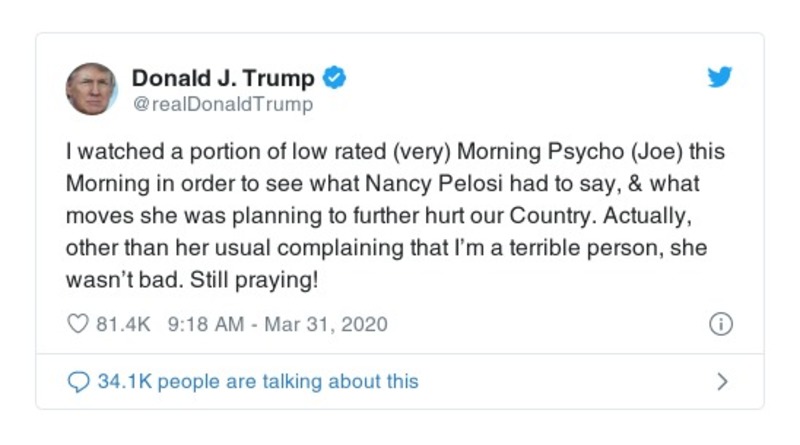 Donald J. Trump
@realDonaldTrump
I watched a portion of low rated (very) Morning Psycho (Joe) this
Morning in order to see what Nancy Pelosi had to say, & what
moves she was planning to further hurt our Country. Actually,
other than her usual complaining that I’m a terrible person, she
wasn’t bad. Still praying!
81.4K 9:18 AM - Mar 31, 2020
34.1K people are talking about this